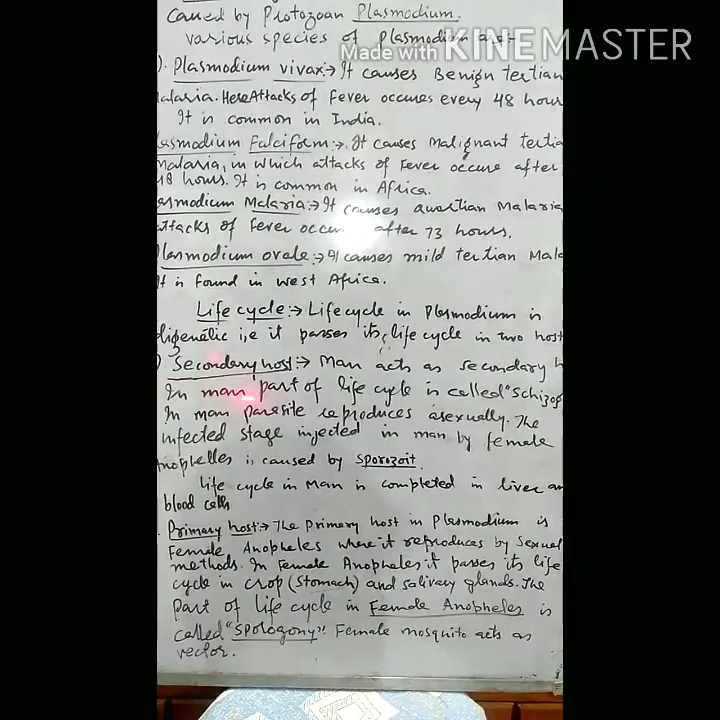 Caused by Protozoan Plasmodium.
various species of plasmodium are-
Made with KINEMASTER
). Plasmodium vivax:→ It causes Benign tertian
alaria. Here Attacks of Fever occures every 48 hour
It is common in India.
asmodium Falciform:→ It causes Malignant tertia
Malaria, in which attacks of Fever occure after
48 hours. It is common in Africa.
asmodium Malaria:→ It causes quartian Malaria
attacks of fever occur after 73 hours.
Plasmodium ovale:→ It causes mild tertian Mala
It is found in west Africa.
Life cycle:→ Life cycle in Plasmodium is
digenetic i,e it passes its life cycle in two host
) Secondary host:→ Man acts as secondary h
In man part of life cycle is called "Schizog
In man parasite reproduces asexually. The
infected stage injected in man by female
Anophelles is caused by sporozoit.
Life cycle in Man is completed in liver an
blood cells
. Primary host:→ The Primary host in Plasmodium is
Female Anopheles where it reproduces by sexual
methods. In Female Anopheles it passes its life
cycle in crop (Stomach) and salivary glands. The
part of life cycle in Female Anopheles is
called "Sporogony". Female mosquito acts as
vector.